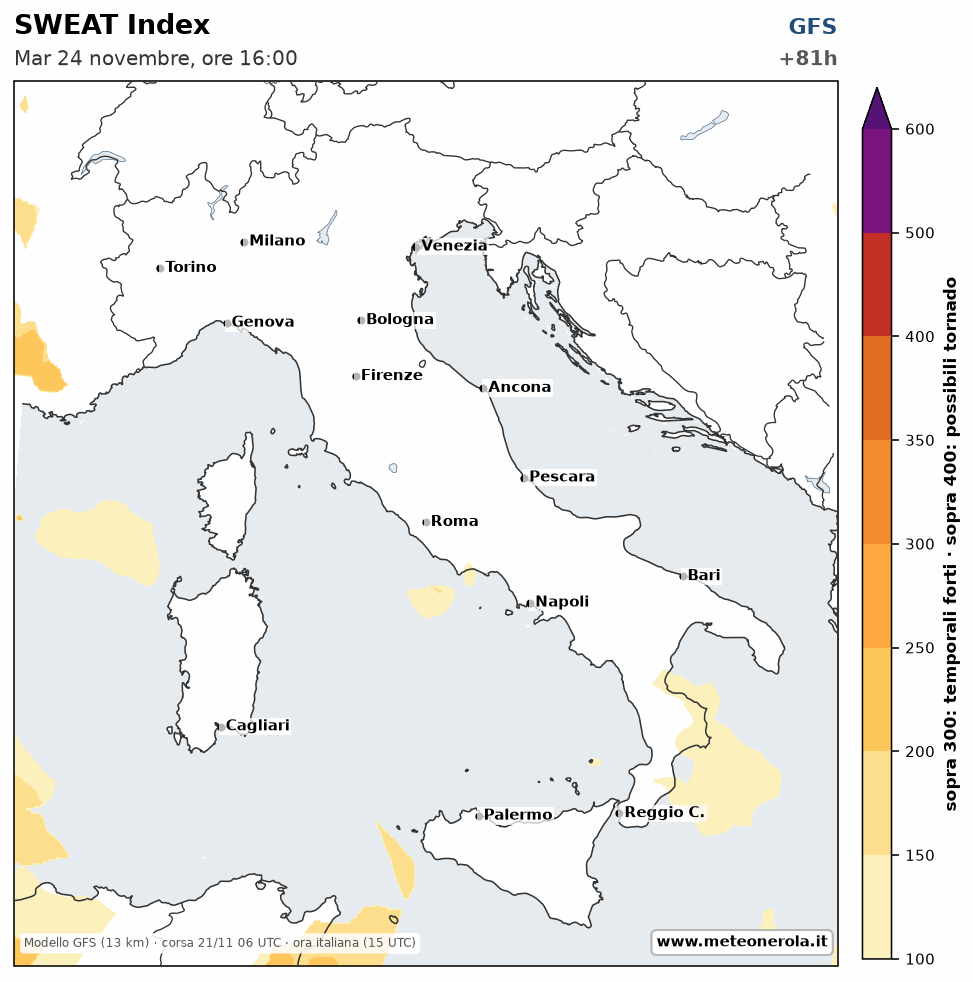 SWEAT Index
GFS
Mar 24 novembre, ore 16:00
+81h
Milano
Venezia
Torino
Genova
Bologna
Firenze
Ancona
Pescara
Roma
Bari
Napoli
Cagliari
Palermo
Reggio C.
600
500
400
350
300
250
200
150
100
sopra 300: temporali forti · sopra 400: possibili tornado
Modello GFS (13 km) · corsa 21/11 06 UTC · ora italiana (15 UTC)
www.meteonerola.it